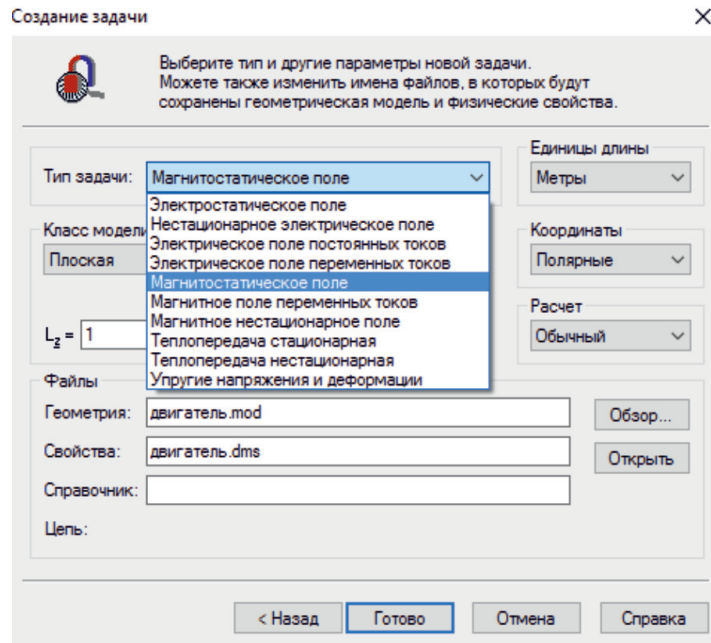 Создание задачи
Выберите тип и другие параметры новой задачи.
Можете также изменить имена файлов, в которых будут
сохранены геометрическая модель и физические свойства.
Тип задачи:
Магнитостатическое поле
Единицы длины
Метры
Электростатическое поле
Нестационарное электрическое поле
Электрическое поле постоянных токов
Электрическое поле переменных токов
Магнитостатическое поле
Магнитное поле переменных токов
Магнитное нестационарное поле
Теплопередача стационарная
Теплопередача нестационарная
Упругие напряжения и деформации
Класс модели
Плоская
Координаты
Полярные
Lz = 1
Расчет
Обычный
Файлы
Геометрия: двигатель.mod Обзор...
Свойства: двигатель.dms Открыть
Справочник:
Цепь:
< Назад Готово Отмена Справка